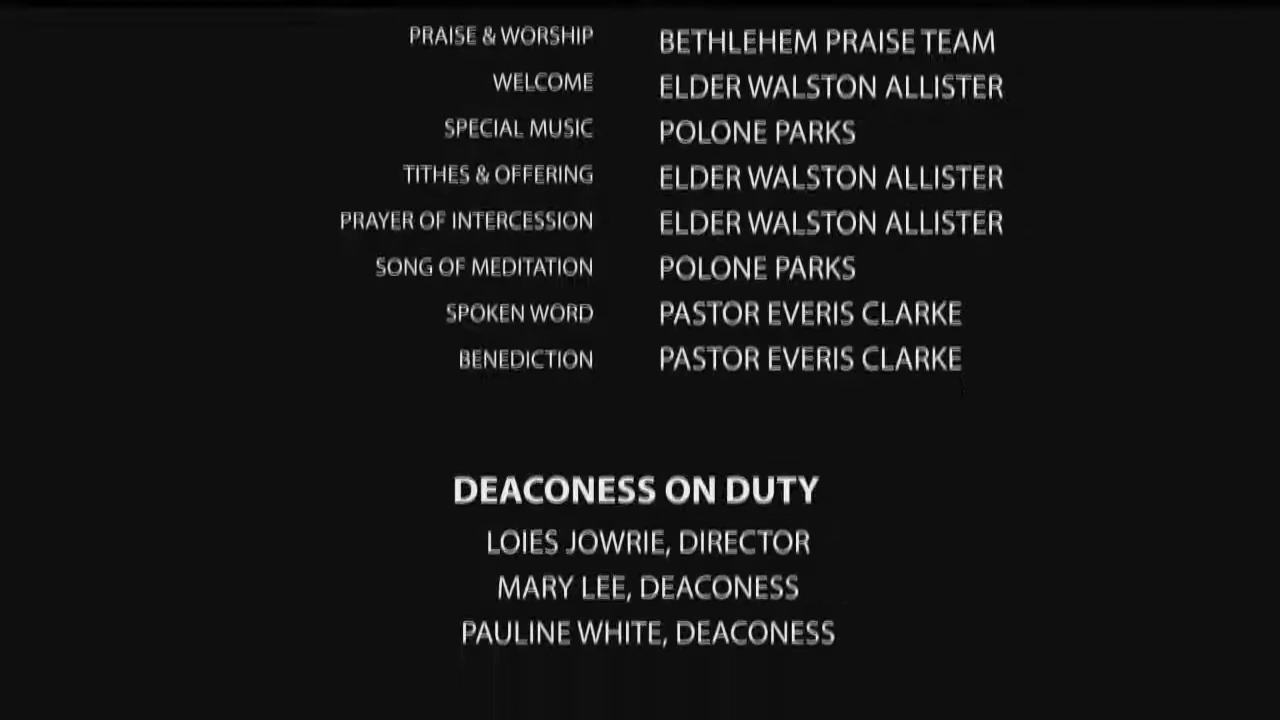 PRAISE & WORSHIP BETHLEHEM PRAISE TEAM
WELCOME ELDER WALSTON ALLISTER
SPECIAL MUSIC POLONE PARKS
TITHES & OFFERING ELDER WALSTON ALLISTER
PRAYER OF INTERCESSION ELDER WALSTON ALLISTER
SONG OF MEDITATION POLONE PARKS
SPOKEN WORD PASTOR EVERIS CLARKE
BENEDICTION PASTOR EVERIS CLARKE
DEACONESS ON DUTY
LOIES JOWRIE, DIRECTOR
MARY LEE, DEACONESS
PAULINE WHITE, DEACONESS